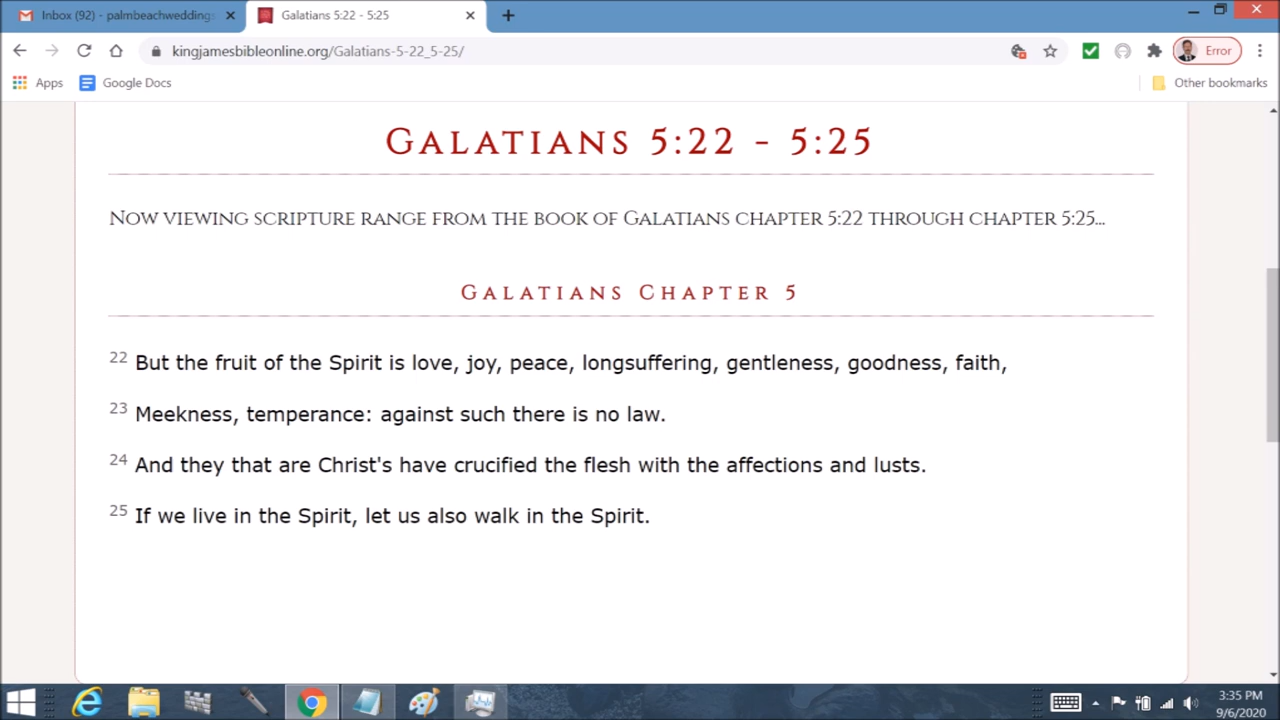 Inbox (92) - palmbeachwedding
Galatians 5:22 - 5:25
kingjamesbibleonline.org/Galatians-5-22_5-25/
Error
Apps
Google Docs
Other bookmarks
GALATIANS 5:22 - 5:25
NOW VIEWING SCRIPTURE RANGE FROM THE BOOK OF GALATIANS CHAPTER 5:22 THROUGH CHAPTER 5:25...
GALATIANS CHAPTER 5
22 But the fruit of the Spirit is love, joy, peace, longsuffering, gentleness, goodness, faith,
23 Meekness, temperance: against such there is no law.
24 And they that are Christ's have crucified the flesh with the affections and lusts.
25 If we live in the Spirit, let us also walk in the Spirit.
3:35 PM
9/6/2020